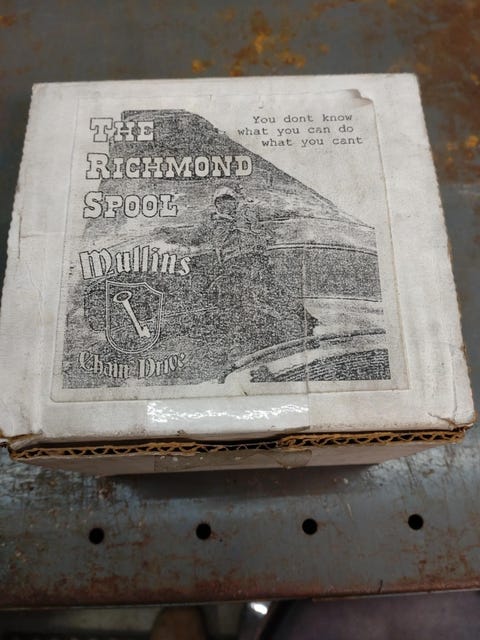 THE
RICHMOND
SPOOL
You dont know
what you can do
what you cant
Mullins
Chain Drive